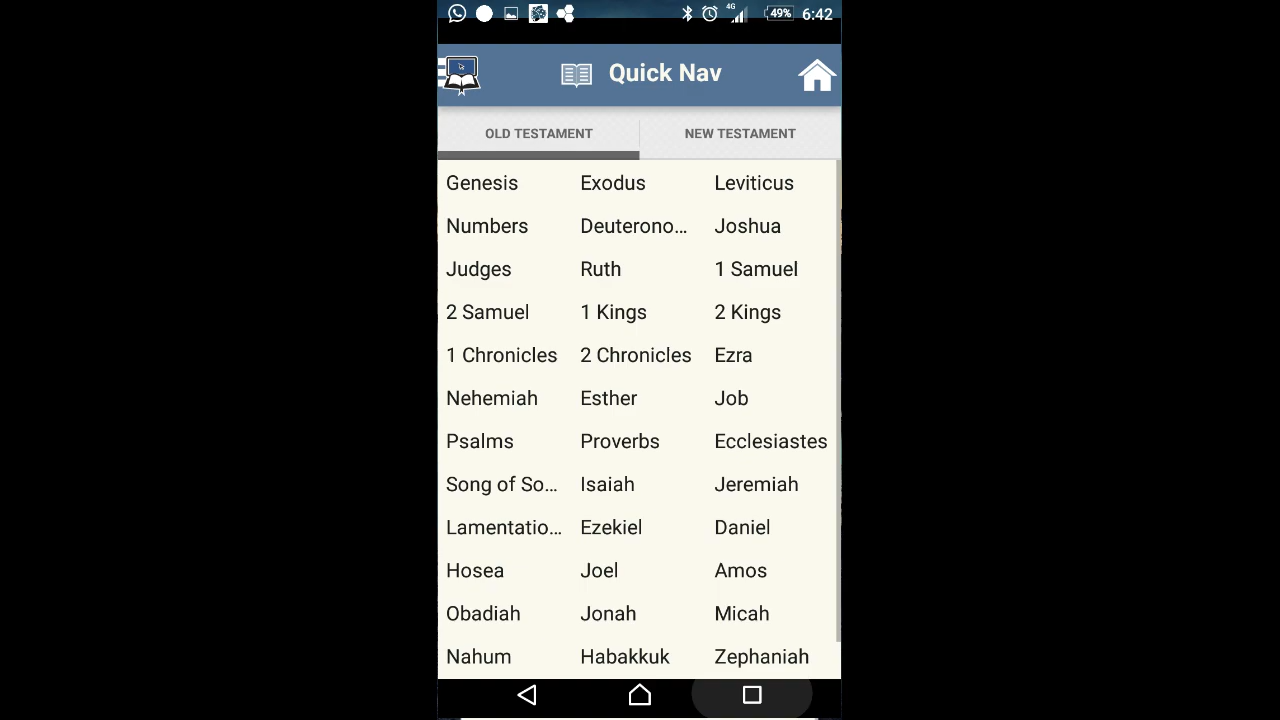 4G 49% 6:42
Quick Nav
OLD TESTAMENT NEW TESTAMENT
Genesis Exodus Leviticus
Numbers Deuterono... Joshua
Judges Ruth 1 Samuel
2 Samuel 1 Kings 2 Kings
1 Chronicles 2 Chronicles Ezra
Nehemiah Esther Job
Psalms Proverbs Ecclesiastes
Song of So... Isaiah Jeremiah
Lamentatio... Ezekiel Daniel
Hosea Joel Amos
Obadiah Jonah Micah
Nahum Habakkuk Zephaniah